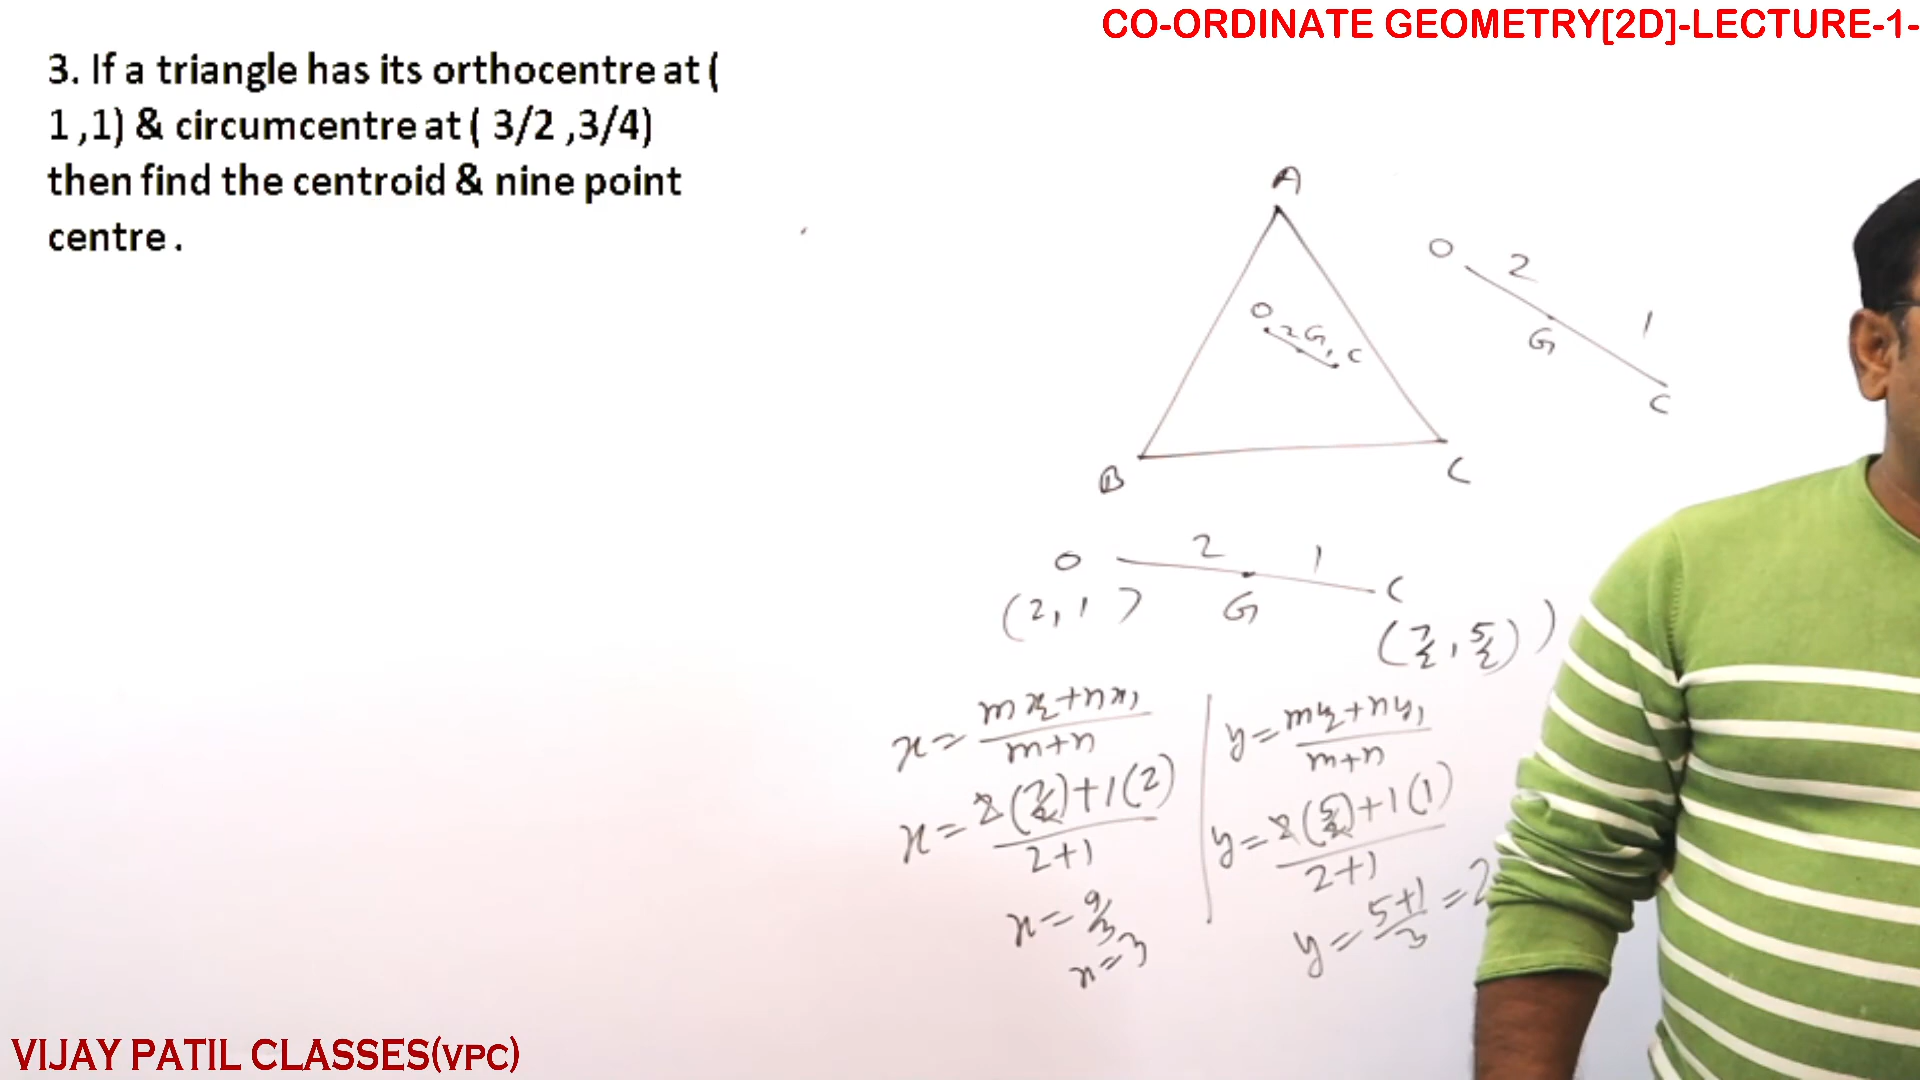 CO-ORDINATE GEOMETRY[2D]-LECTURE-1-
3. If a triangle has its orthocentre at (
1 ,1) & circumcentre at ( 3/2 ,3/4)
then find the centroid & nine point
centre .
A
O 2 G 1 C
B
C
O 2
G
1
C
O 2 1 C
(2, 1 ) G
(7/2, 5/2))
x = mx2+nx1/m+n
x = 2(7/2)+1(2)/2+1
x = 9/3
x = 3
y = my2+ny1/m+n
y = 2(5/2)+1(1)/2+1
y = 5+1/3 = 2
VIJAY PATIL CLASSES(VPC)